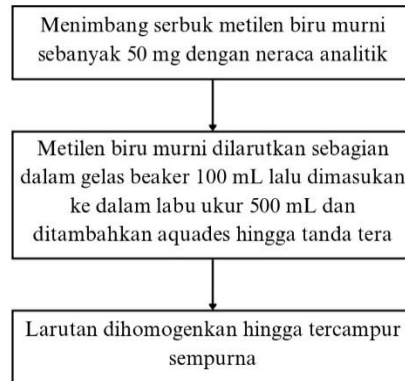 Menimbang serbuk metilen biru murni
sebanyak 50 mg dengan neraca analitik
Metilen biru murni dilarutkan sebagian
dalam gelas beaker 100 mL lalu dimasukan
ke dalam labu ukur 500 mL dan
ditambahkan aquades hingga tanda tera
Larutan dihomogenkan hingga tercampur
sempurna